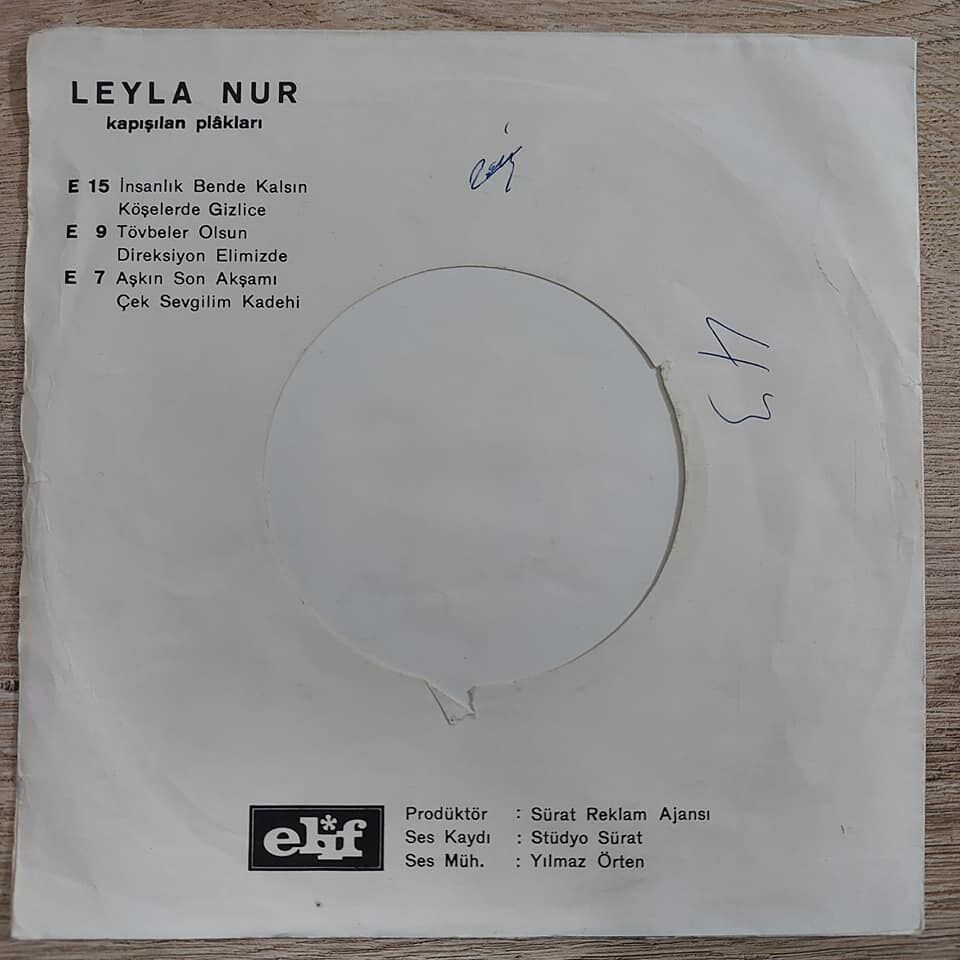 LEYLA NUR
kapışılan plâkları
E 15 İnsanlık Bende Kalsın
Köşelerde Gizlice
E 9 Tövbeler Olsun
Direksiyon Elimizde
E 7 Aşkın Son Akşamı
Çek Sevgilim Kadehi
43
elif
Prodüktör : Sürat Reklam Ajansı
Ses Kaydı : Stüdyo Sürat
Ses Müh. : Yılmaz Örten